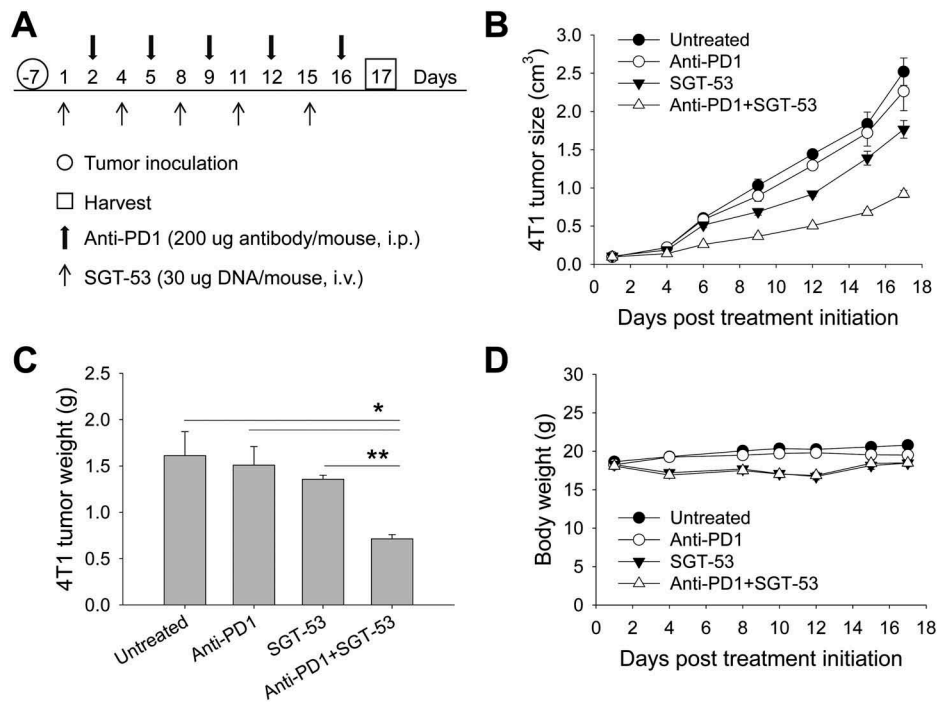 A
-7 1 2 4 5 8 9 11 12 15 16 17 Days
Tumor inoculation
Harvest
Anti-PD1 (200 ug antibody/mouse, i.p.)
SGT-53 (30 ug DNA/mouse, i.v.)
B
4T1 tumor size (cm³)
3.0
2.5
2.0
1.5
1.0
0.5
0.0
Untreated
Anti-PD1
SGT-53
Anti-PD1+SGT-53
0 2 4 6 8 10 12 14 16 18
Days post treatment initiation
C
4T1 tumor weight (g)
2.5
2.0
1.5
1.0
0.5
0.0
*
**
Untreated
Anti-PD1
SGT-53
Anti-PD1+SGT-53
D
Body weight (g)
30
25
20
15
10
5
0
Untreated
Anti-PD1
SGT-53
Anti-PD1+SGT-53
0 2 4 6 8 10 12 14 16 18
Days post treatment initiation